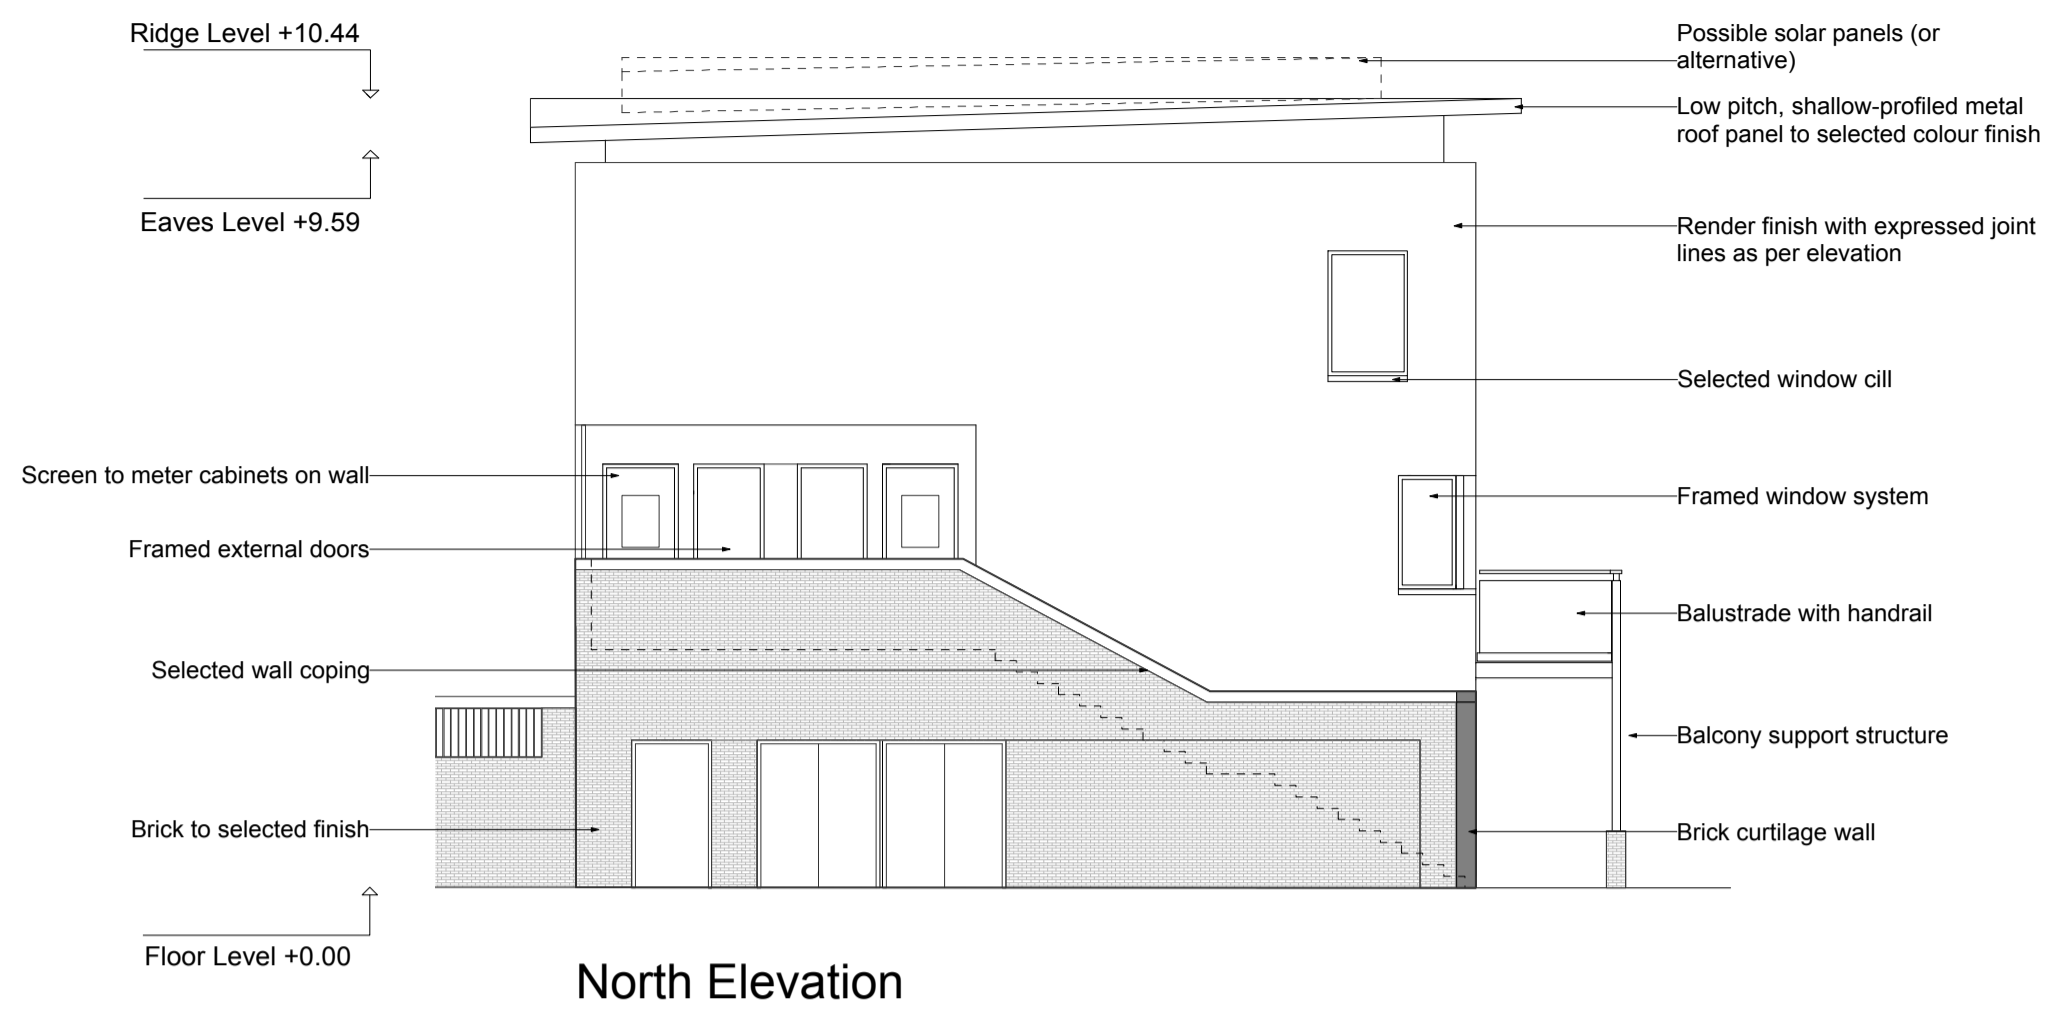 Ridge Level +10.44
Eaves Level +9.59
Screen to meter cabinets on wall
Framed external doors
Selected wall coping
Brick to selected finish
Floor Level +0.00
Possible solar panels (or
alternative)
Low pitch, shallow-profiled metal
roof panel to selected colour finish
Render finish with expressed joint
lines as per elevation
Selected window cill
Framed window system
Balustrade with handrail
Balcony support structure
Brick curtilage wall
North Elevation